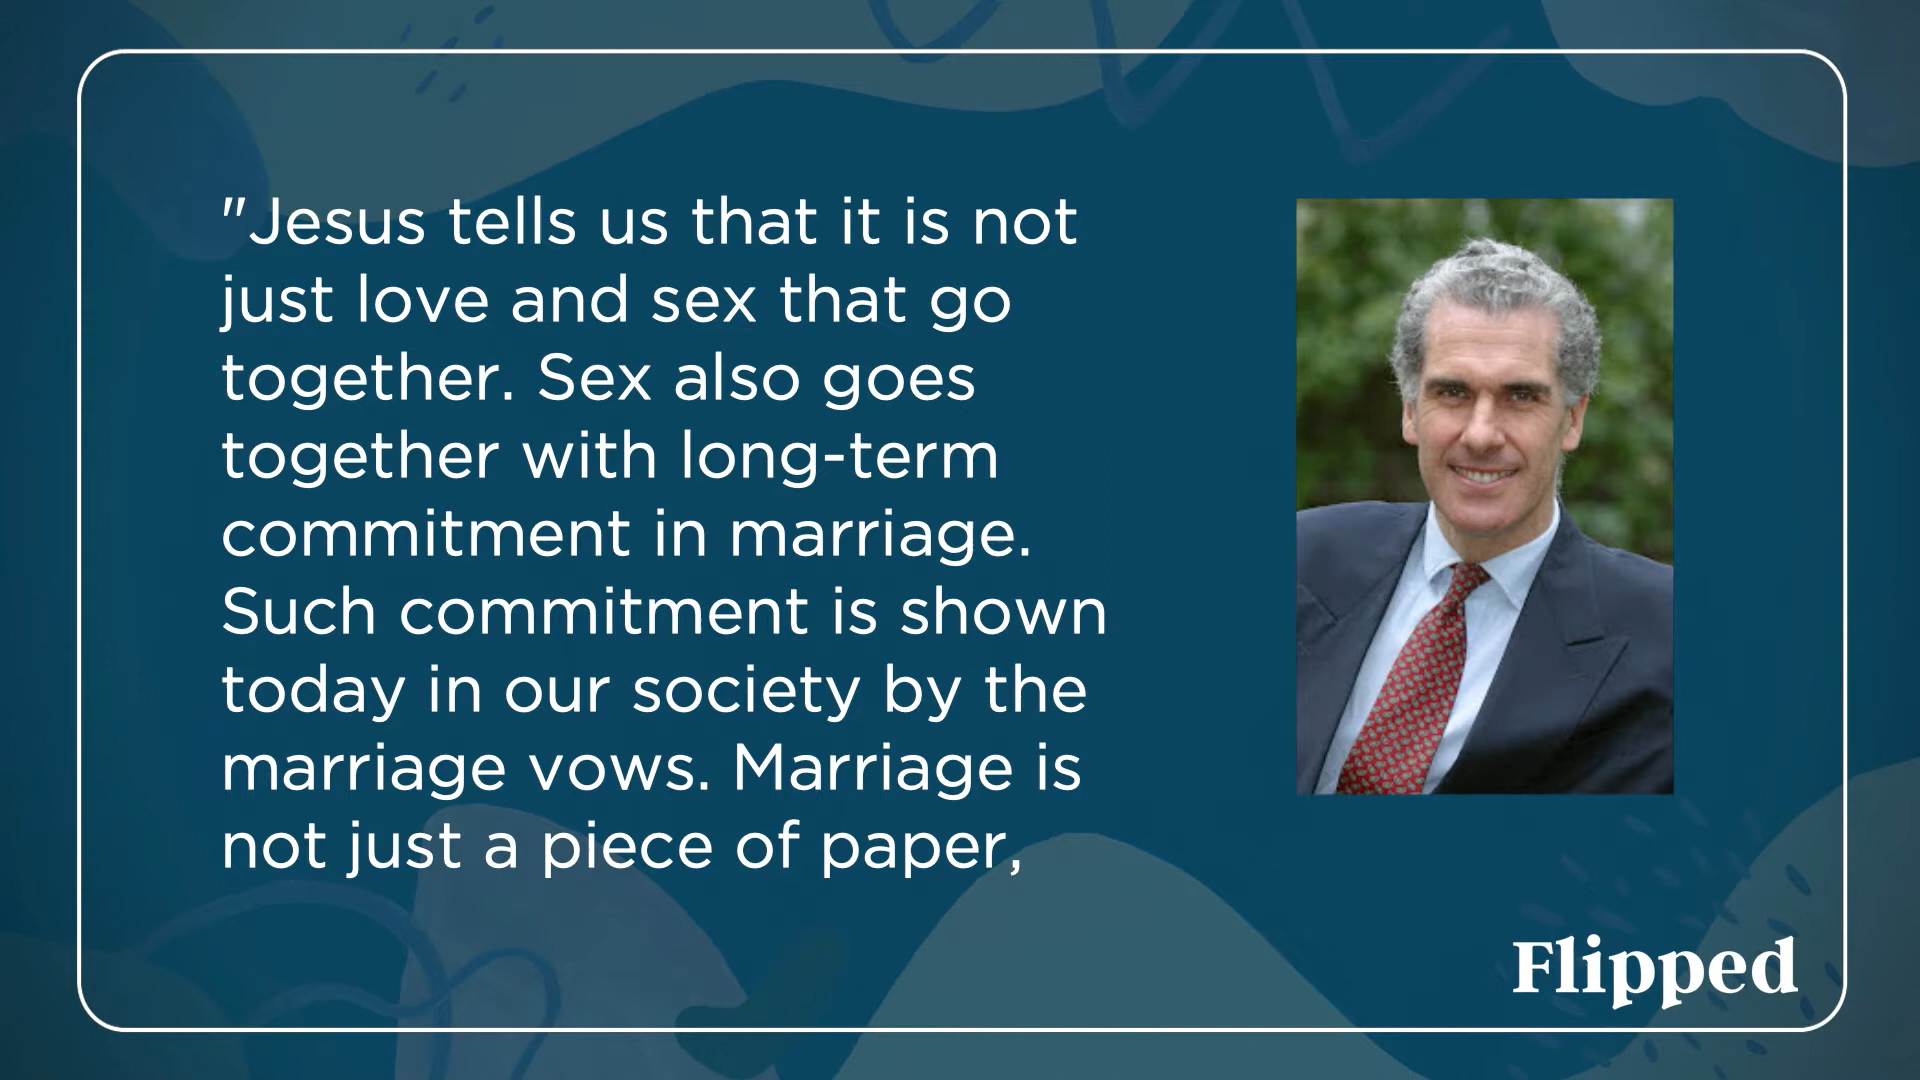 "Jesus tells us that it is not
just love and sex that go
together. Sex also goes
together with long-term
commitment in marriage.
Such commitment is shown
today in our society by the
marriage vows. Marriage is
not just a piece of paper,
Flipped